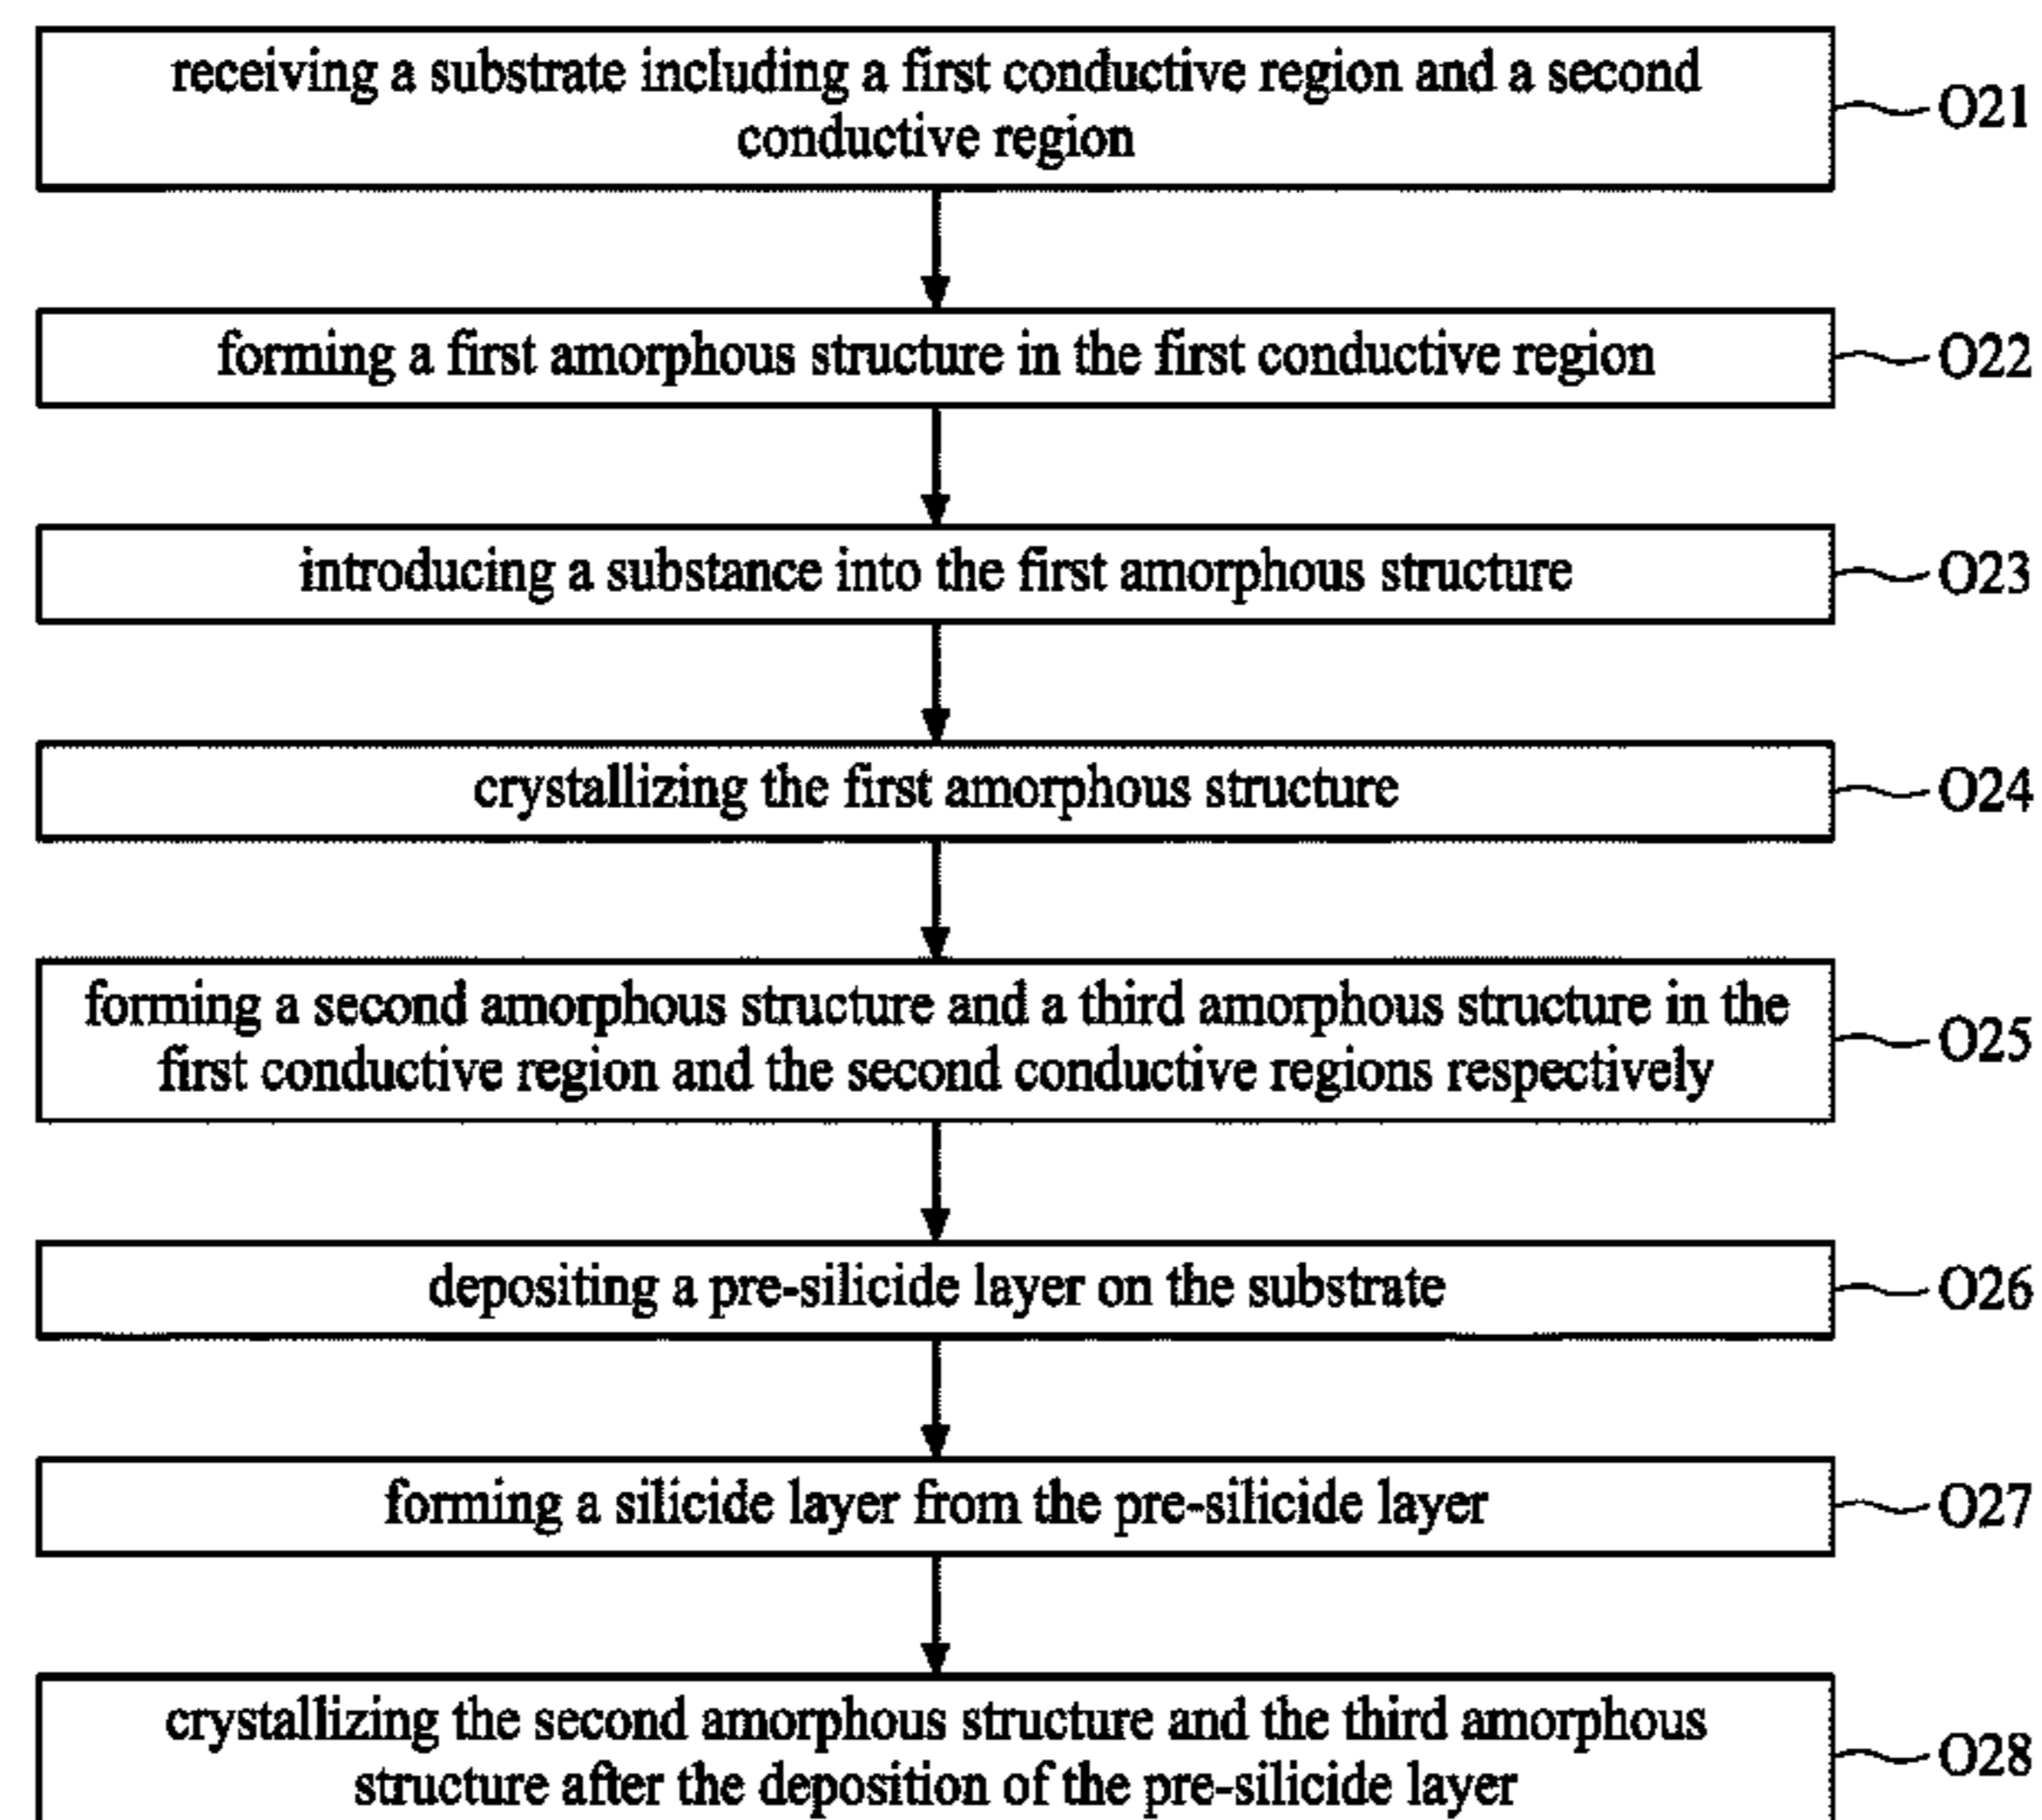 receiving a substrate including a first conductive region and a second
conductive region
O21
forming a first amorphous structure in the first conductive region
O22
introducing a substance into the first amorphous structure
O23
crystallizing the first amorphous structure
O24
forming a second amorphous structure and a third amorphous structure in the
first conductive region and the second conductive regions respectively
O25
depositing a pre-silicide layer on the substrate
O26
forming a silicide layer from the pre-silicide layer
O27
crystallizing the second amorphous structure and the third amorphous
structure after the deposition of the pre-silicide layer
O28